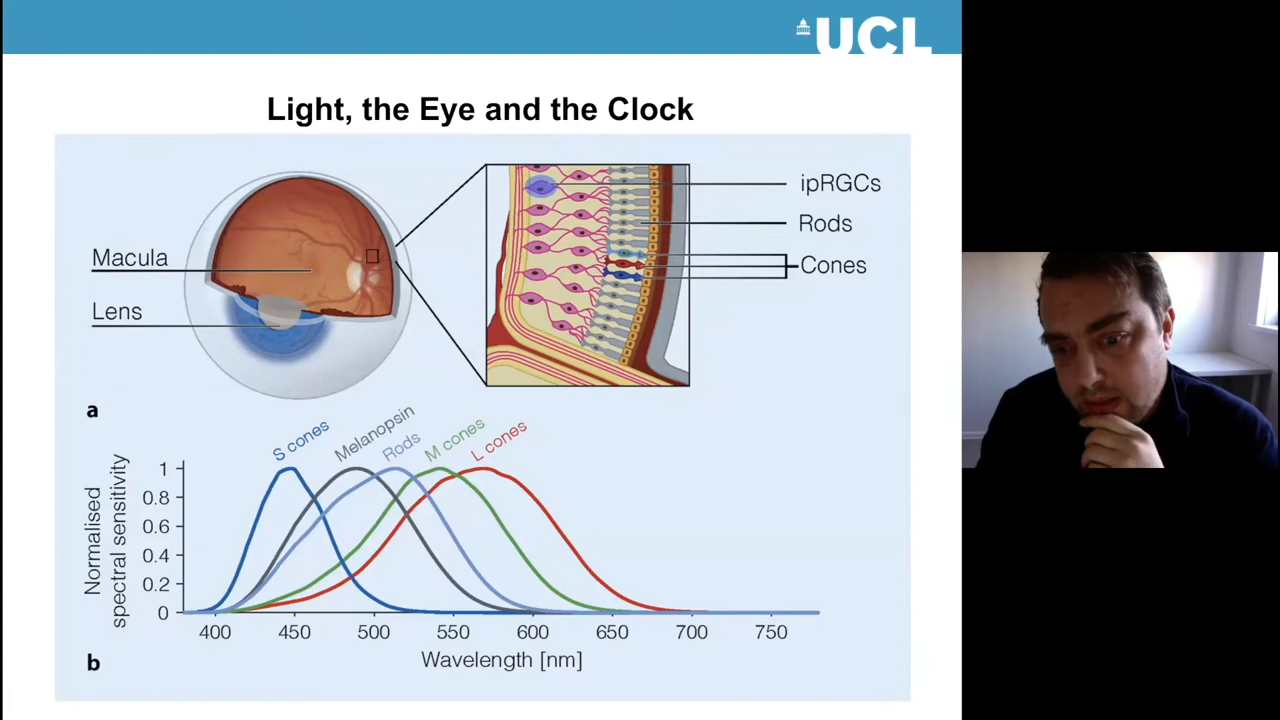 UCL
Light, the Eye and the Clock
Macula
Lens
ipRGCs
Rods
Cones
a
S cones
Melanopsin
Rods
M cones
L cones
Normalised
spectral sensitivity
1
0.8
0.6
0.4
0.2
0
400 450 500 550 600 650 700 750
Wavelength [nm]
b